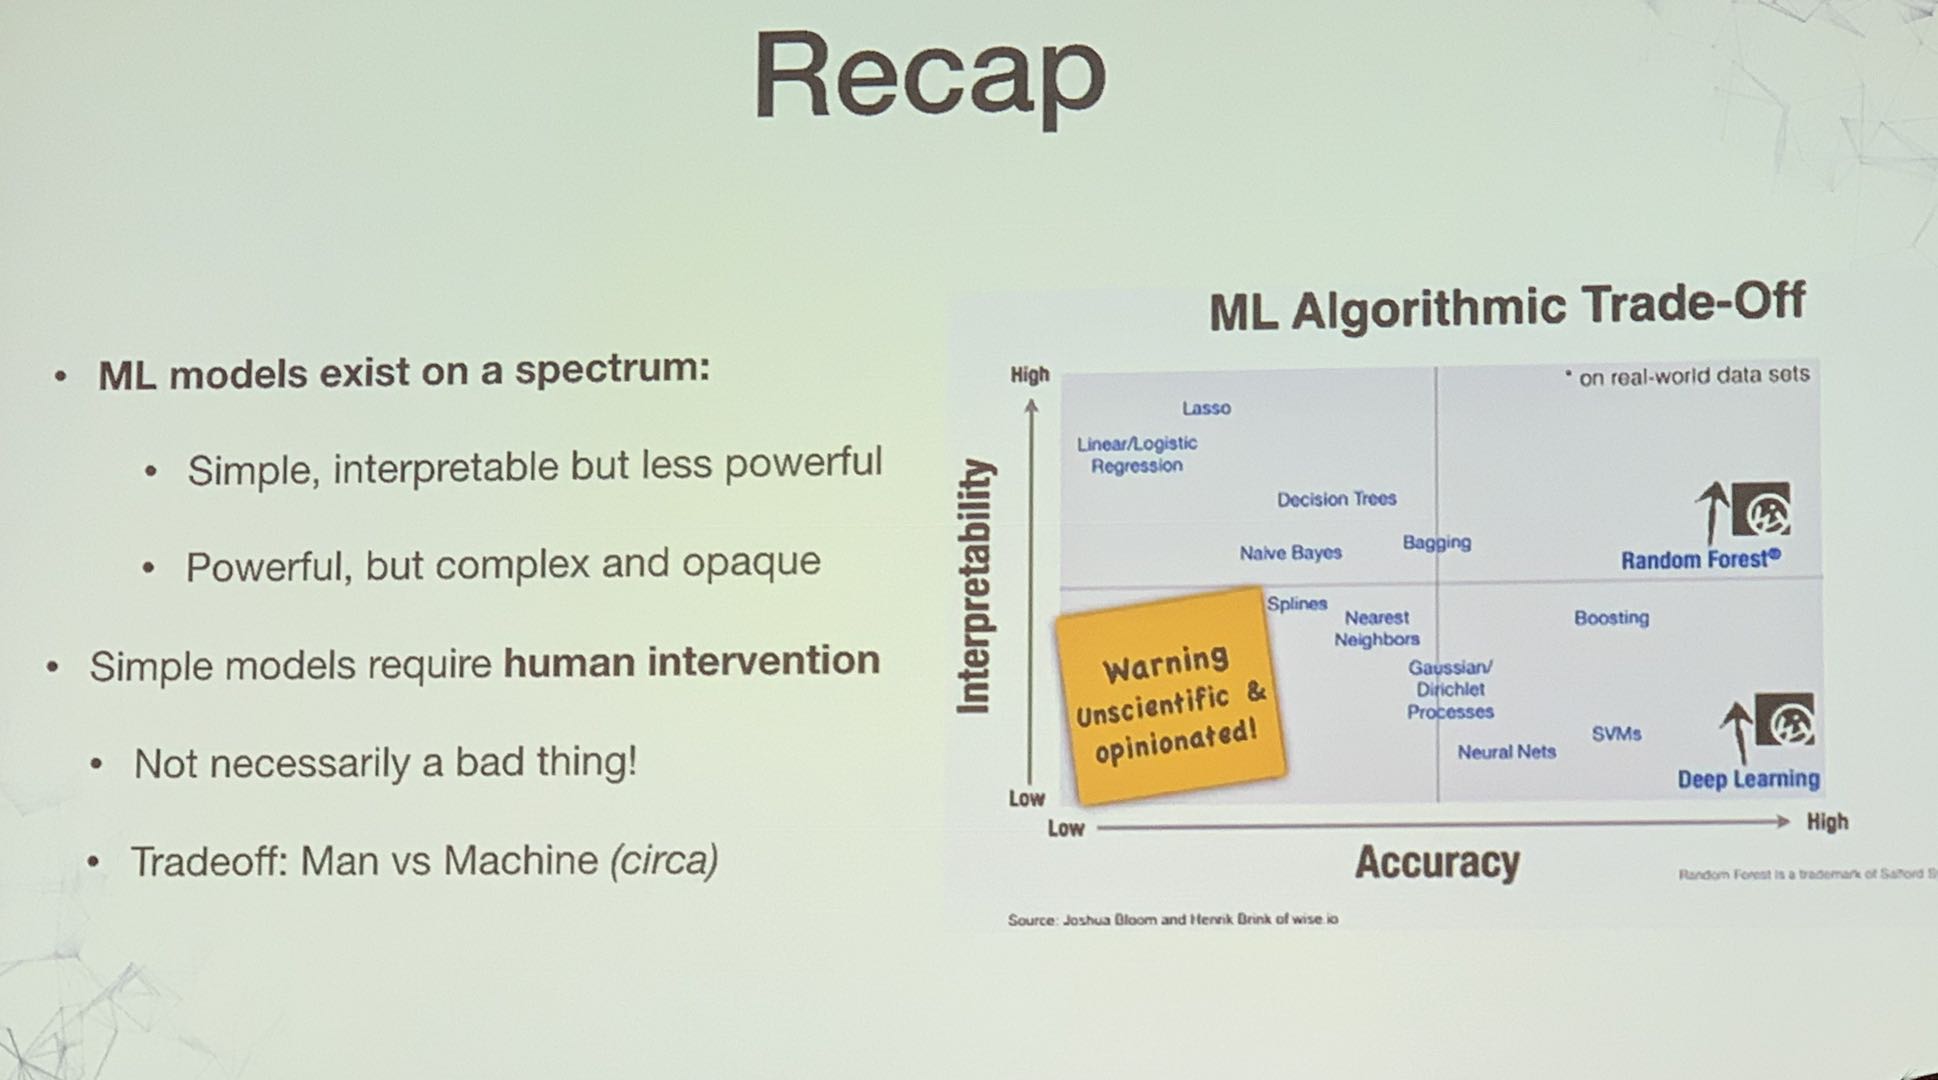 Recap
• ML models exist on a spectrum:
• Simple, interpretable but less powerful
• Powerful, but complex and opaque
• Simple models require human intervention
• Not necessarily a bad thing!
• Tradeoff: Man vs Machine (circa)
ML Algorithmic Trade-Off
High
* on real-world data sets
Lasso
Linear/Logistic
Regression
Decision Trees
Bagging
Naive Bayes
Random Forest®
Interpretability
Splines
Nearest
Neighbors
Boosting
Warning
Unscientific &
opinionated!
Gaussian/
Dirichlet
Processes
SVMs
Neural Nets
Deep Learning
Low
Low
High
Accuracy
Random Forest is a trademark of Salford
Source: Joshua Bloom and Henrik Brink of wise.io